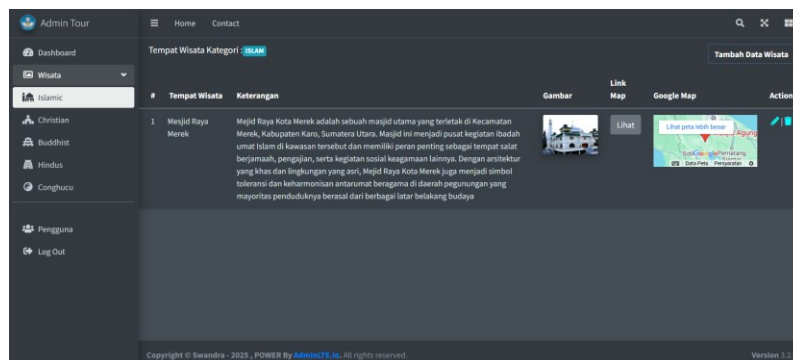 Admin Tour
Home Contact
Dashboard
Wisata
Islamic
Christian
Buddhist
Hindus
Conghucu
Pengguna
Log Out
Tempat Wisata Kategori : ISLAM
Tambah Data Wisata
# Tempat Wisata Keterangan Gambar Link Map Google Map Action
1 Mesjid Raya Merek
Mejid Raya Kota Merek adalah sebuah masjid utama yang terletak di Kecamatan
Merek, Kabupaten Karo, Sumatera Utara. Masjid ini menjadi pusat kegiatan ibadah
umat Islam di kawasan tersebut dan memiliki peran penting sebagai tempat salat
berjamaah, pengajian, serta kegiatan sosial keagamaan lainnya. Dengan arsitektur
yang khas dan lingkungan yang asri, Mejid Raya Kota Merek juga menjadi simbol
toleransi dan keharmonisan antarumat beragama di daerah pegunungan yang
mayoritas penduduknya berasal dari berbagai latar belakang budaya
Lihat
Lihat peta lebih besar
Agung
Pematang
Data Peta Persyaratan
Copyright © Swandra - 2025 , POWER By AdminLTE.io. All rights reserved.
Version 3.2